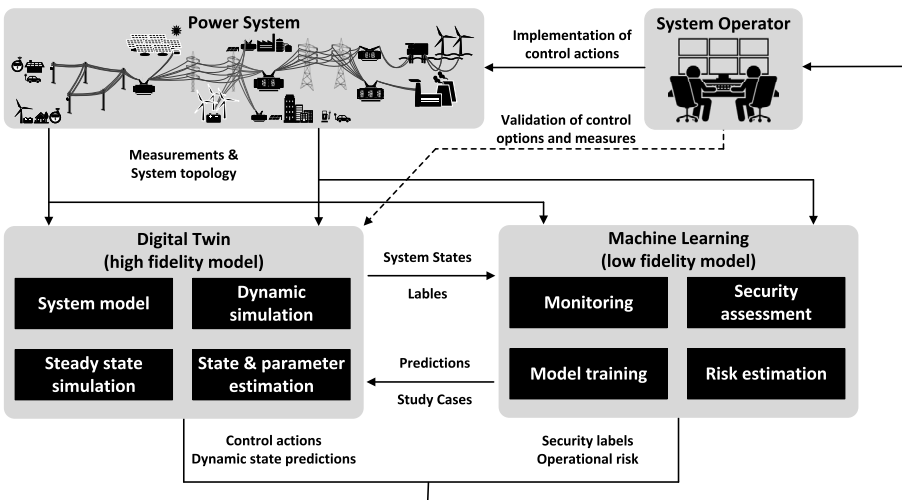 Power System
System Operator
Implementation of
control actions
Validation of control
options and measures
Measurements &
System topology
Digital Twin
(high fidelity model)
System model
Dynamic
simulation
Steady state
simulation
State & parameter
estimation
System States
Lables
Predictions
Study Cases
Machine Learning
(low fidelity model)
Monitoring
Security
assessment
Model training
Risk estimation
Control actions
Dynamic state predictions
Security labels
Operational risk